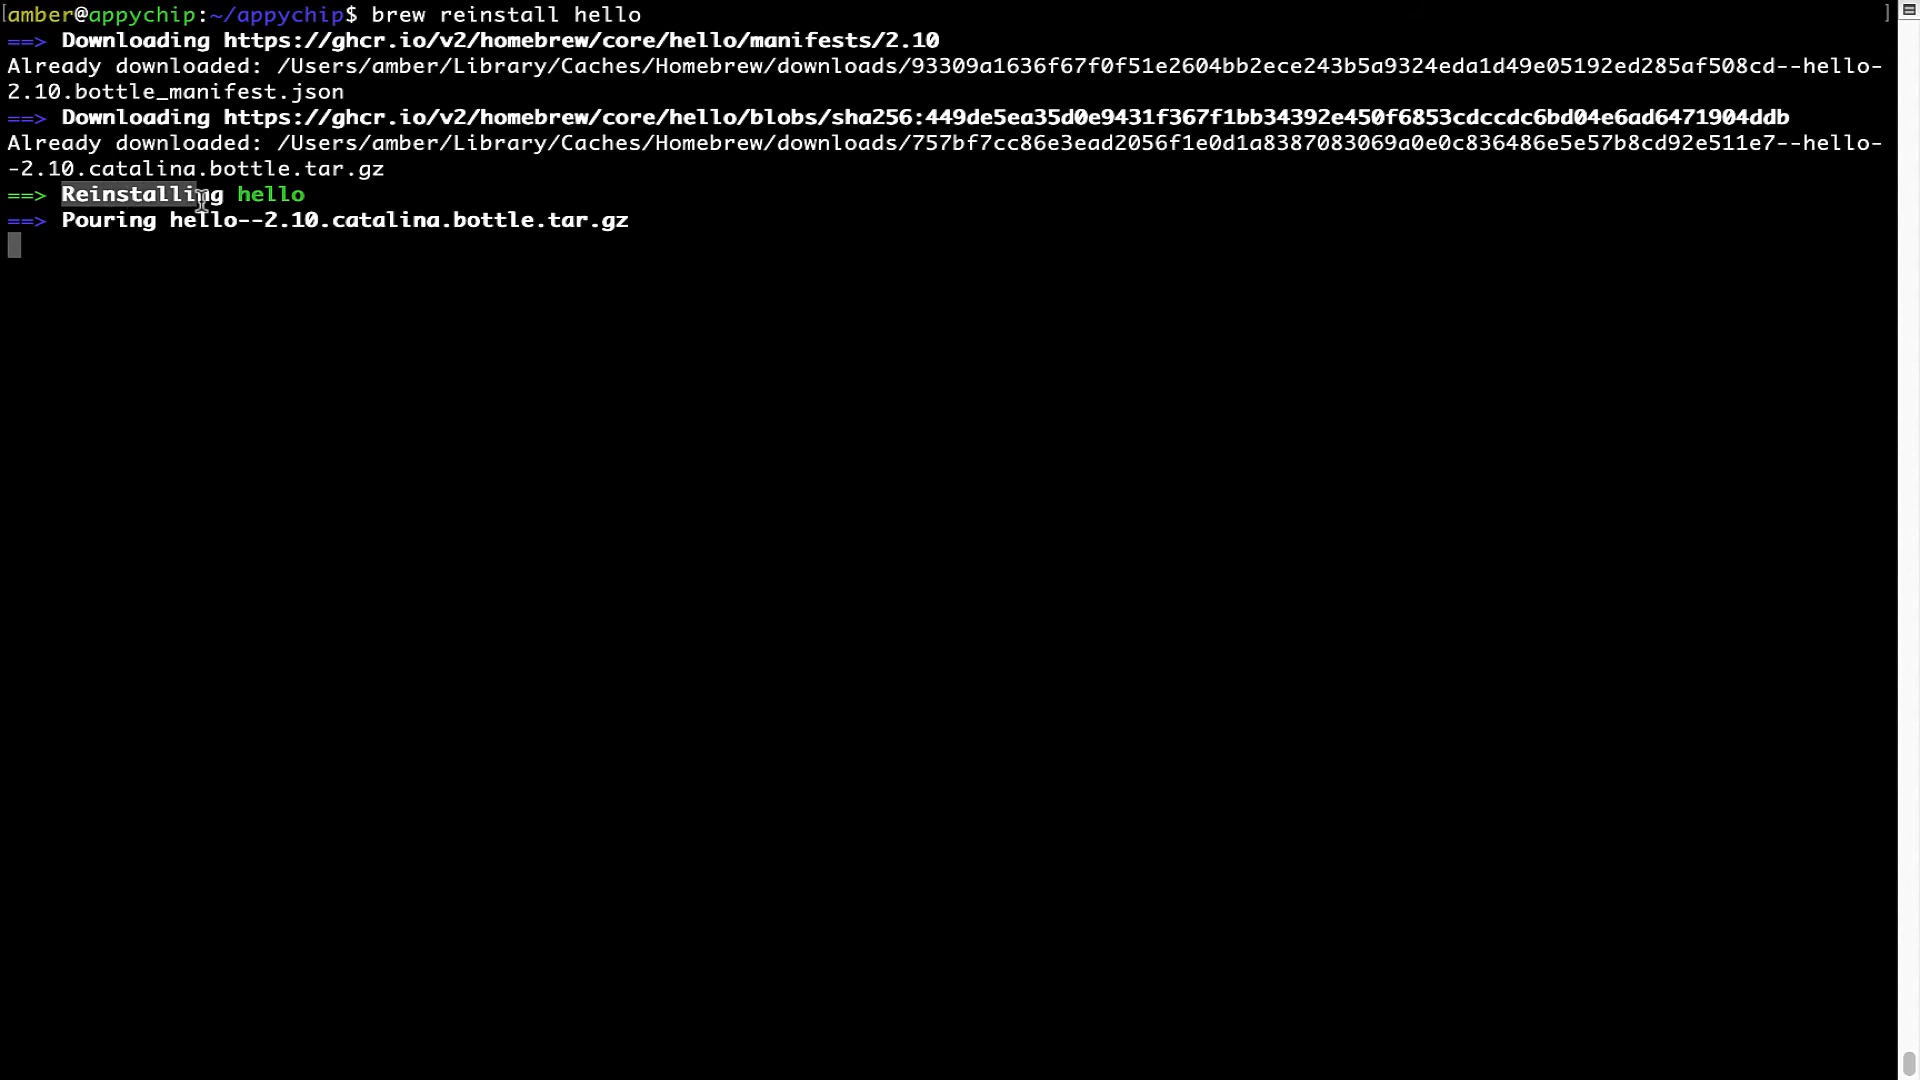 [amber@appychip:~/appychip$ brew reinstall hello ]
==> Downloading https://ghcr.io/v2/homebrew/core/hello/manifests/2.10
Already downloaded: /Users/amber/Library/Caches/Homebrew/downloads/93309a1636f67f0f51e2604bb2ece243b5a9324eda1d49e05192ed285af508cd--hello-
2.10.bottle_manifest.json
==> Downloading https://ghcr.io/v2/homebrew/core/hello/blobs/sha256:449de5ea35d0e9431f367f1bb34392e450f6853cdccdc6bd04e6ad6471904ddb
Already downloaded: /Users/amber/Library/Caches/Homebrew/downloads/757bf7cc86e3ead2056f1e0d1a8387083069a0e0c836486e5e57b8cd92e511e7--hello-
-2.10.catalina.bottle.tar.gz
==> Reinstalling hello
==> Pouring hello--2.10.catalina.bottle.tar.gz